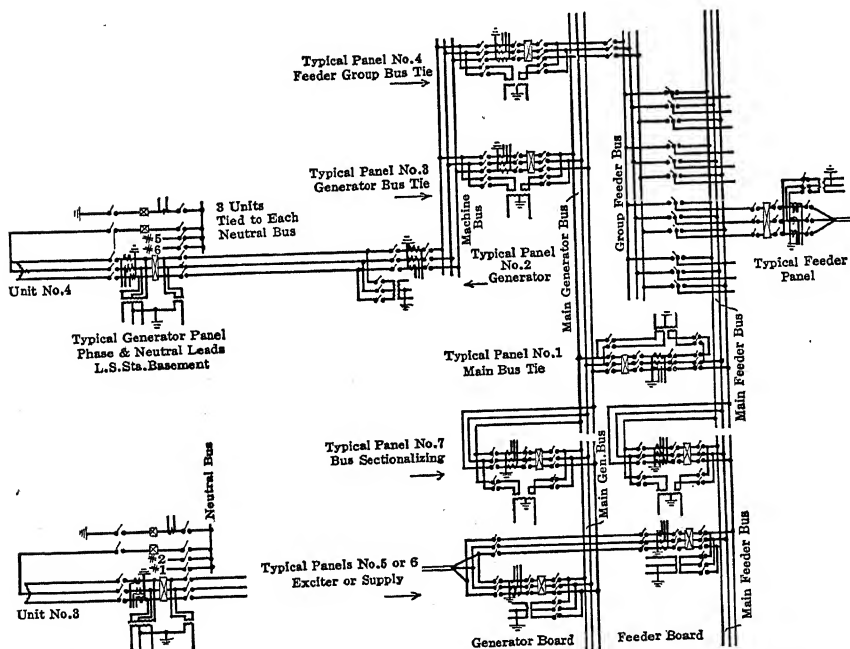 Typical Panel No.4
Feeder Group Bus Tie
Typical Panel No.3
Generator Bus Tie
Machine Bus
Main Generator Bus
Group Feeder Bus
3 Units
Tied to Each
Neutral Bus
#5
#6
Unit No.4
Typical Panel
No.2
Generator
Typical Feeder
Panel
Typical Generator Panel
Phase & Neutral Leads
L.S.Sta.Basement
Typical Panel No.1
Main Bus Tie
Main Feeder Bus
Typical Panel No.7
Bus Sectionalizing
Main Gen.Bus
Neutral Bus
#2
#1
Unit No.3
Typical Panels No.5 or 6
Exciter or Supply
Main Feeder Bus
Generator Board
Feeder Board